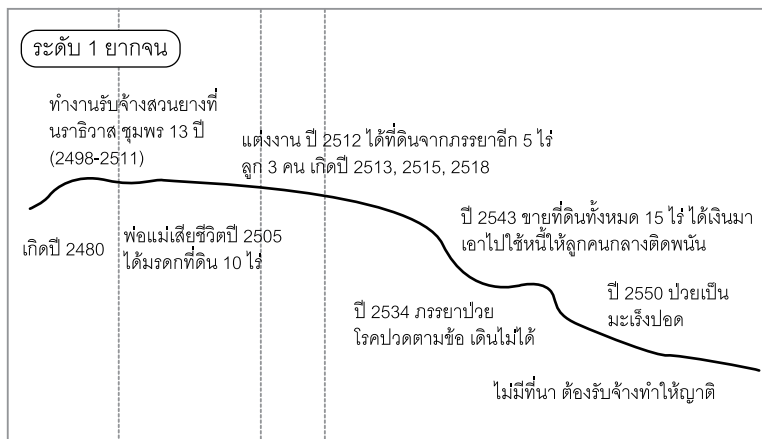 ระดับ 1 ยากจน
ทำงานรับจ้างสวนยางที่
นราธิวาส ชุมพร 13 ปี
(2498-2511)
แต่งงาน ปี 2512 ได้ที่ดินจากภรรยาอีก 5 ไร่
ลูก 3 คน เกิดปี 2513, 2515, 2518
เกิดปี 2480
พ่อแม่เสียชีวิตปี 2505
ได้มรดกที่ดิน 10 ไร่
ปี 2543 ขายที่ดินทั้งหมด 15 ไร่ ได้เงินมา
เอาไปใช้หนี้ให้ลูกคนกลางติดพนัน
ปี 2534 ภรรยาป่วย
โรคปวดตามข้อ เดินไม่ได้
ปี 2550 ป่วยเป็น
มะเร็งปอด
ไม่มีที่นา ต้องรับจ้างทำให้ญาติ